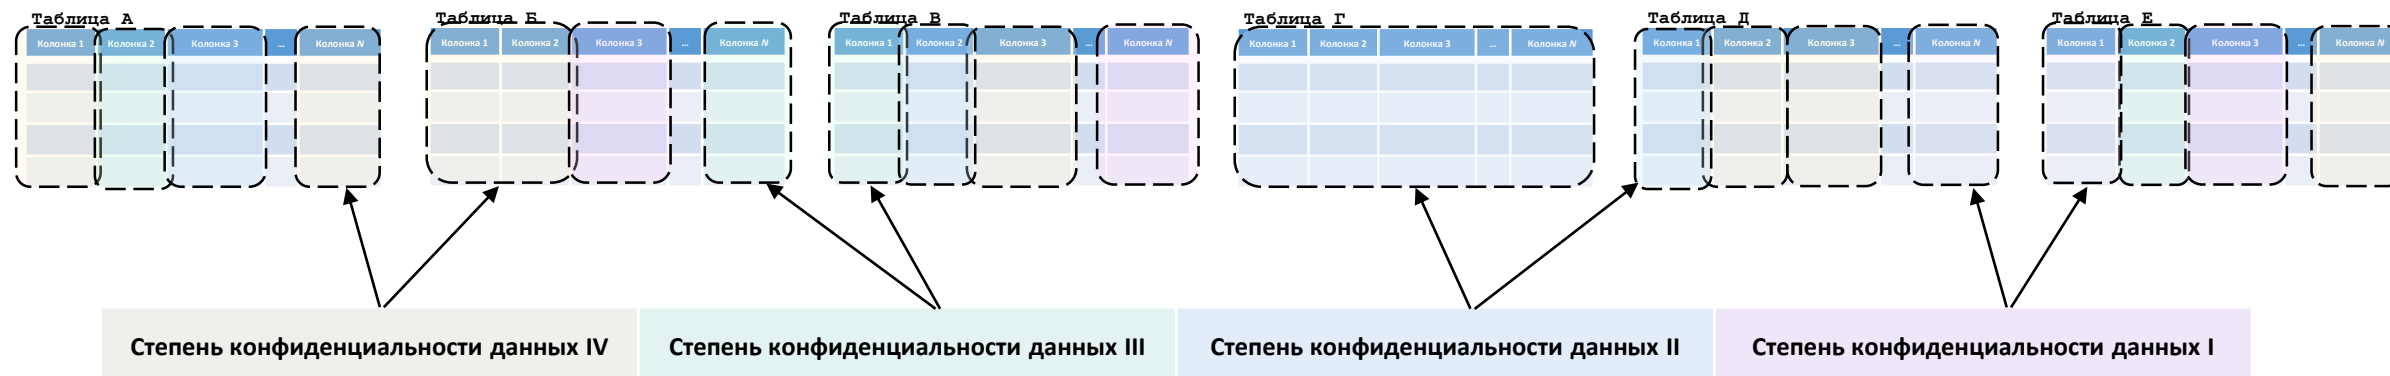 Таблица А Таблица Б Таблица В Таблица Г Таблица Д Таблица Е
Колонка 1 Колонка 2 Колонка 3 ... Колонка N Колонка 1 Колонка 2 Колонка 3 ... Колонка N Колонка 1 Колонка 2 Колонка 3 ... Колонка N Колонка 1 Колонка 2 Колонка 3 ... Колонка N Колонка 1 Колонка 2 Колонка 3 ... Колонка N Колонка 1 Колонка 2 Колонка 3 ... Колонка N
Степень конфиденциальности данных IV Степень конфиденциальности данных III Степень конфиденциальности данных II Степень конфиденциальности данных I